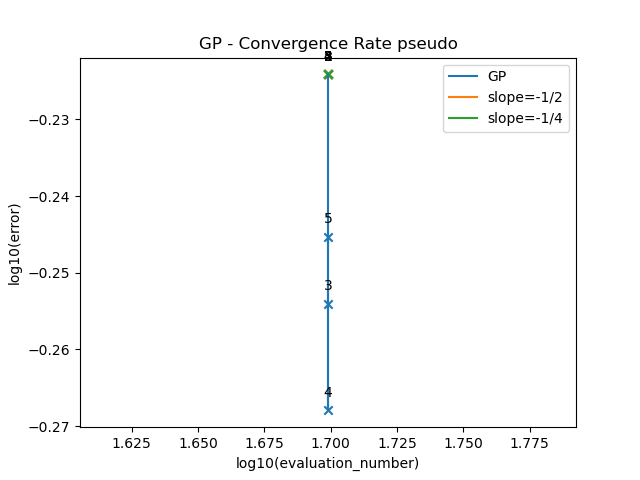 GP - Convergence Rate pseudo
GP
slope=-1/2
slope=-1/4
5
3
4
−0.23
−0.24
−0.25
−0.26
−0.27
log10(error)
1.625
1.650
1.675
1.700
1.725
1.750
1.775
log10(evaluation_number)